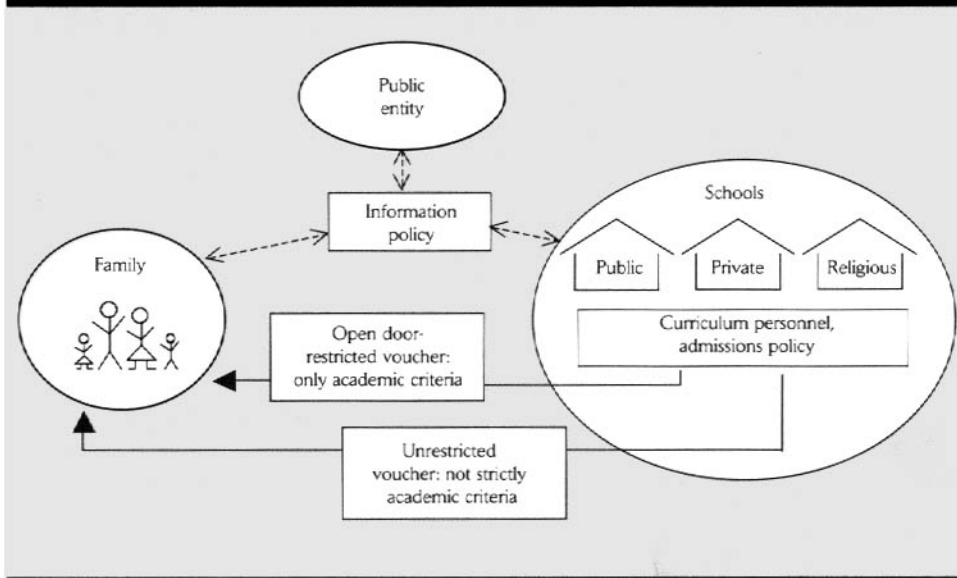 Public
entity
Information
policy
Schools
Public
Private
Religious
Family
Curriculum personnel,
admissions policy
Open door-
restricted voucher:
only academic criteria
Unrestricted
voucher: not strictly
academic criteria